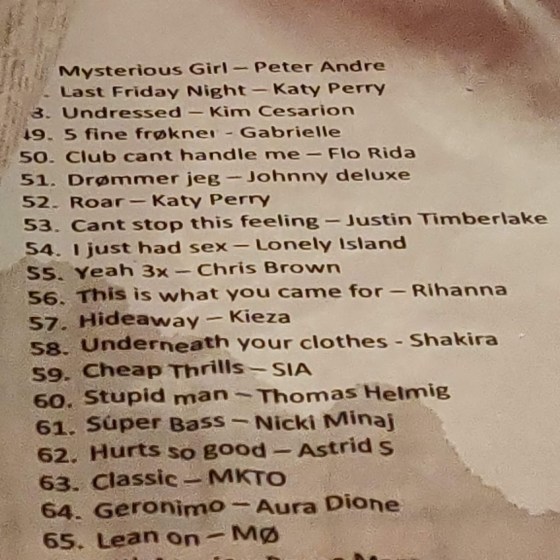 Mysterious Girl – Peter Andre
. Last Friday Night – Katy Perry
8. Undressed – Kim Cesarion
49. 5 fine frøkner - Gabrielle
50. Club cant handle me – Flo Rida
51. Drømmer jeg – Johnny deluxe
52. Roar – Katy Perry
53. Cant stop this feeling – Justin Timberlake
54. I just had sex – Lonely Island
55. Yeah 3x – Chris Brown
56. This is what you came for – Rihanna
57. Hideaway – Kieza
58. Underneath your clothes - Shakira
59. Cheap Thrills – SIA
60. Stupid man – Thomas Helmig
61. Super Bass – Nicki Minaj
62. Hurts so good – Astrid S
63. Classic – MKTO
64. Geronimo – Aura Dione
65. Lean on – MØ